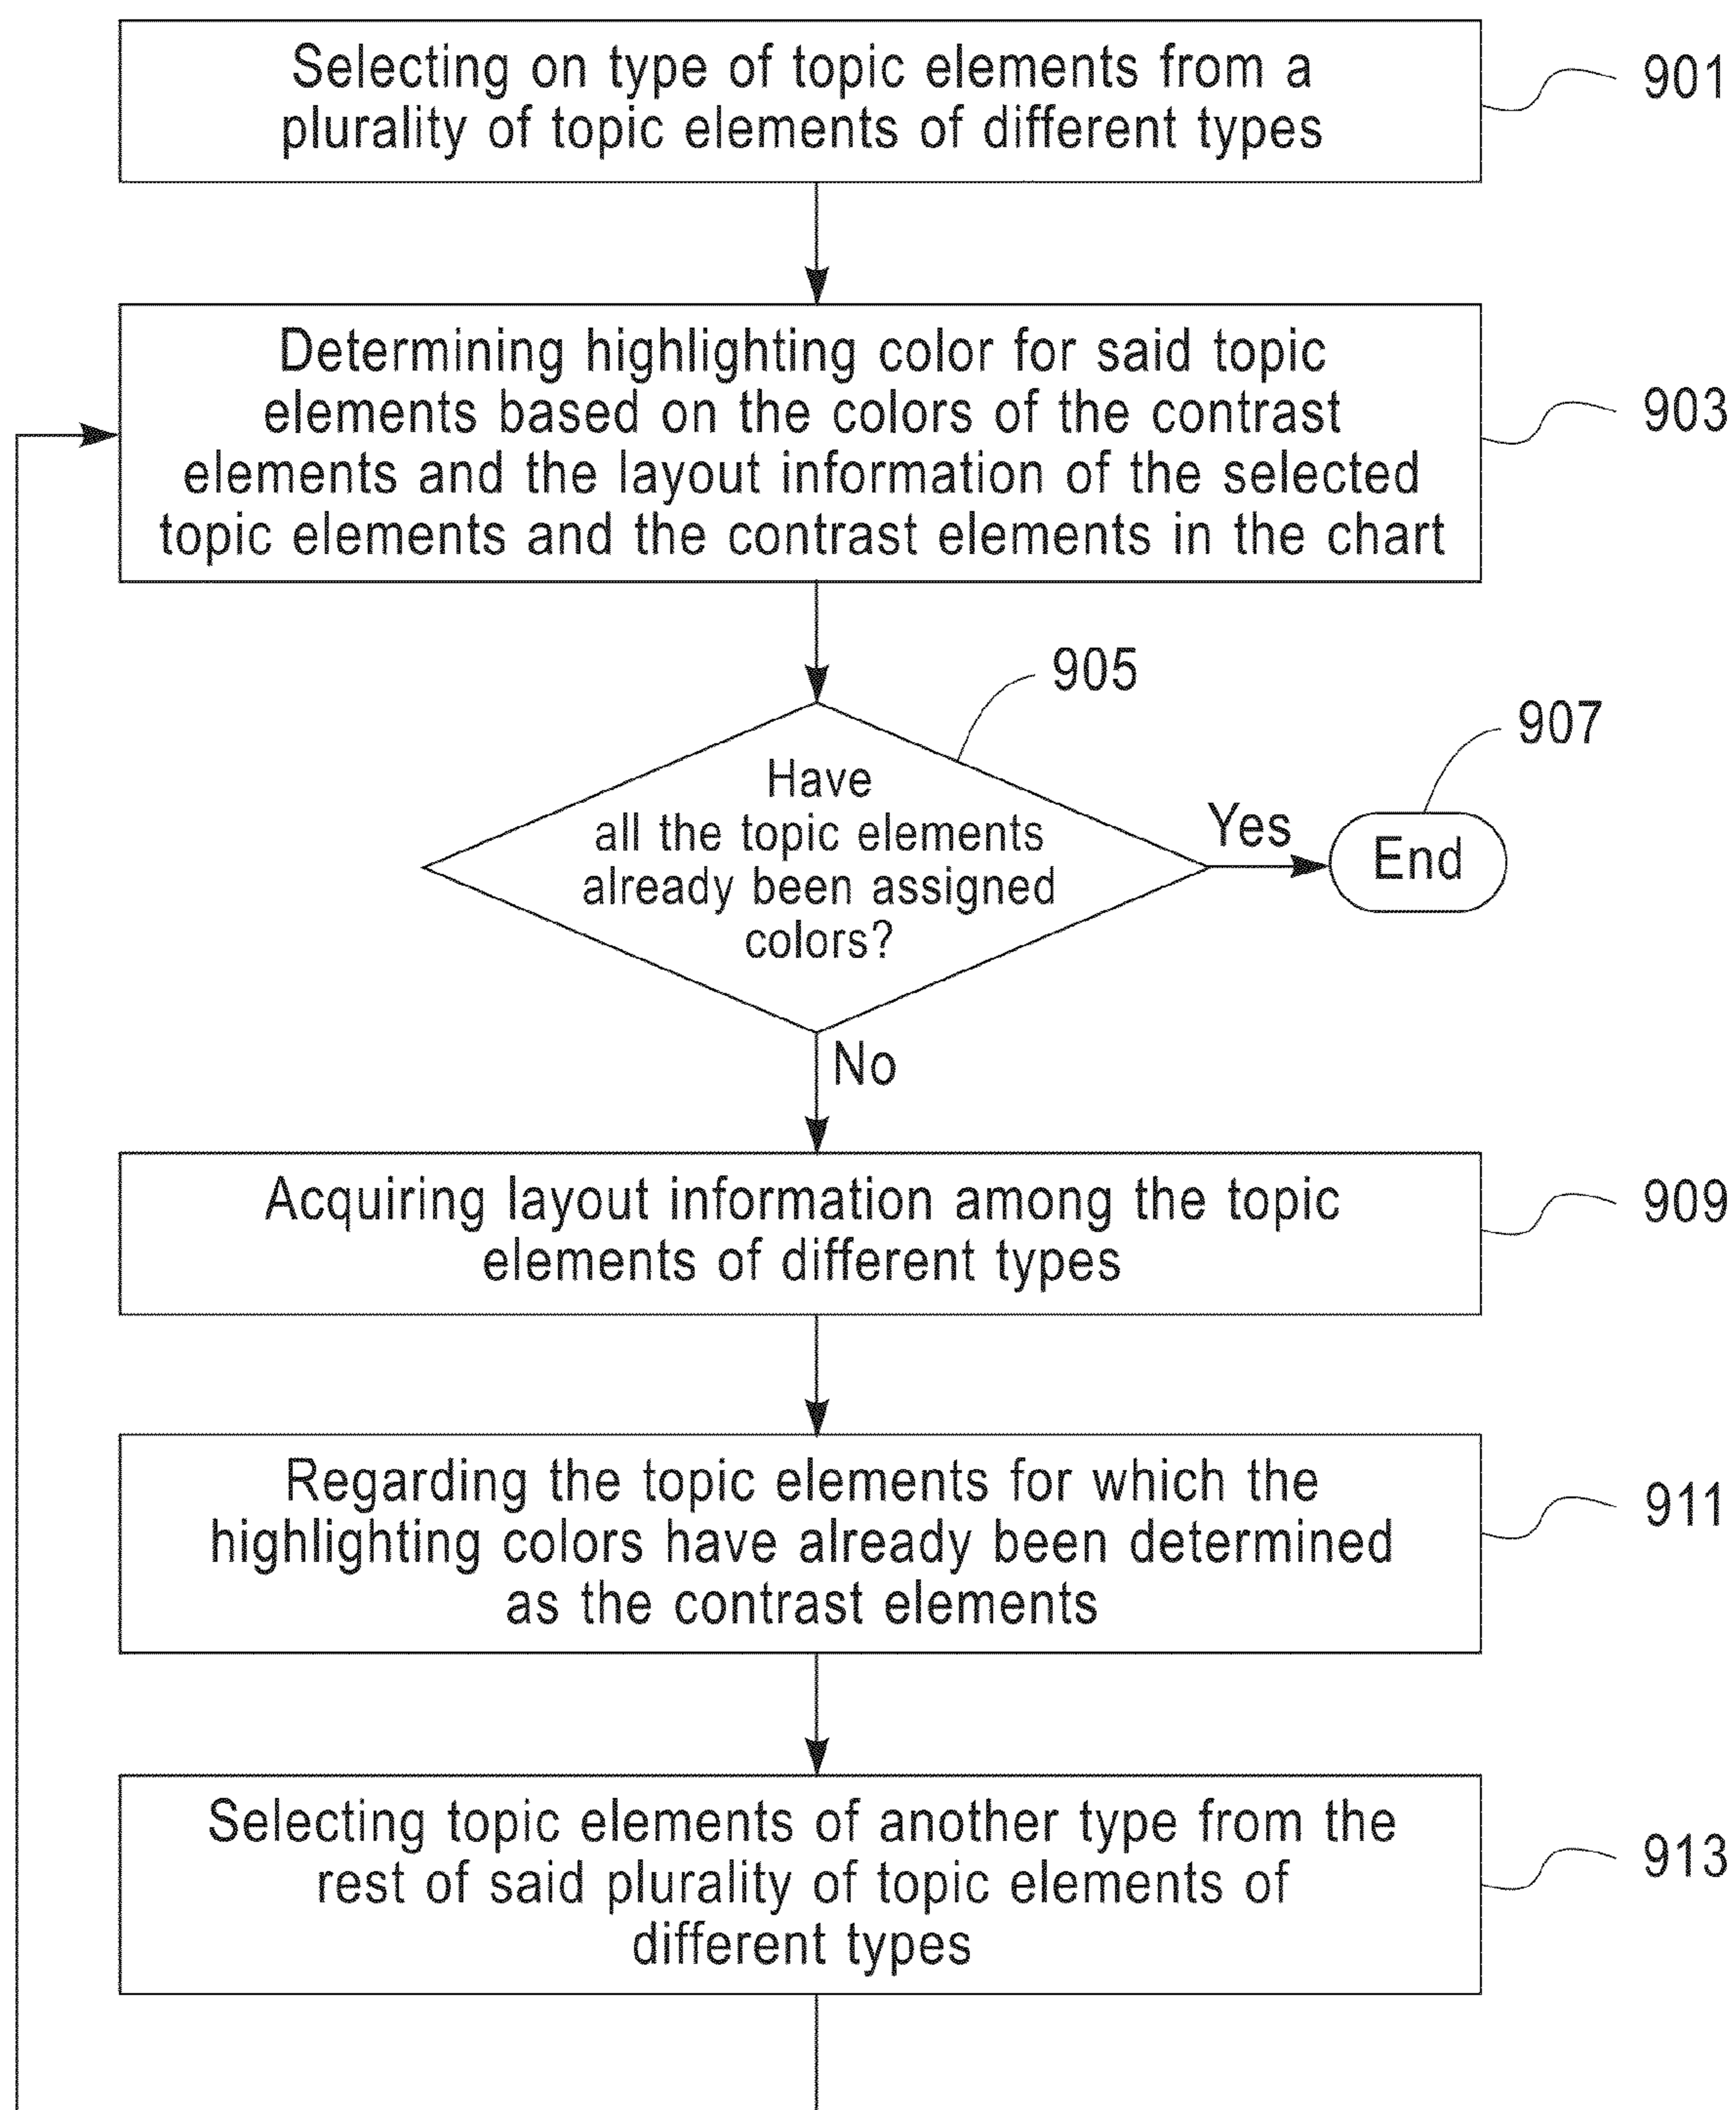 Selecting on type of topic elements from a
plurality of topic elements of different types
901
Determining highlighting color for said topic
elements based on the colors of the contrast
elements and the layout information of the selected
topic elements and the contrast elements in the chart
903
905
Have
all the topic elements
already been assigned
colors?
Yes
907
End
No
Acquiring layout information among the topic
elements of different types
909
Regarding the topic elements for which the
highlighting colors have already been determined
as the contrast elements
911
Selecting topic elements of another type from the
rest of said plurality of topic elements of
different types
913